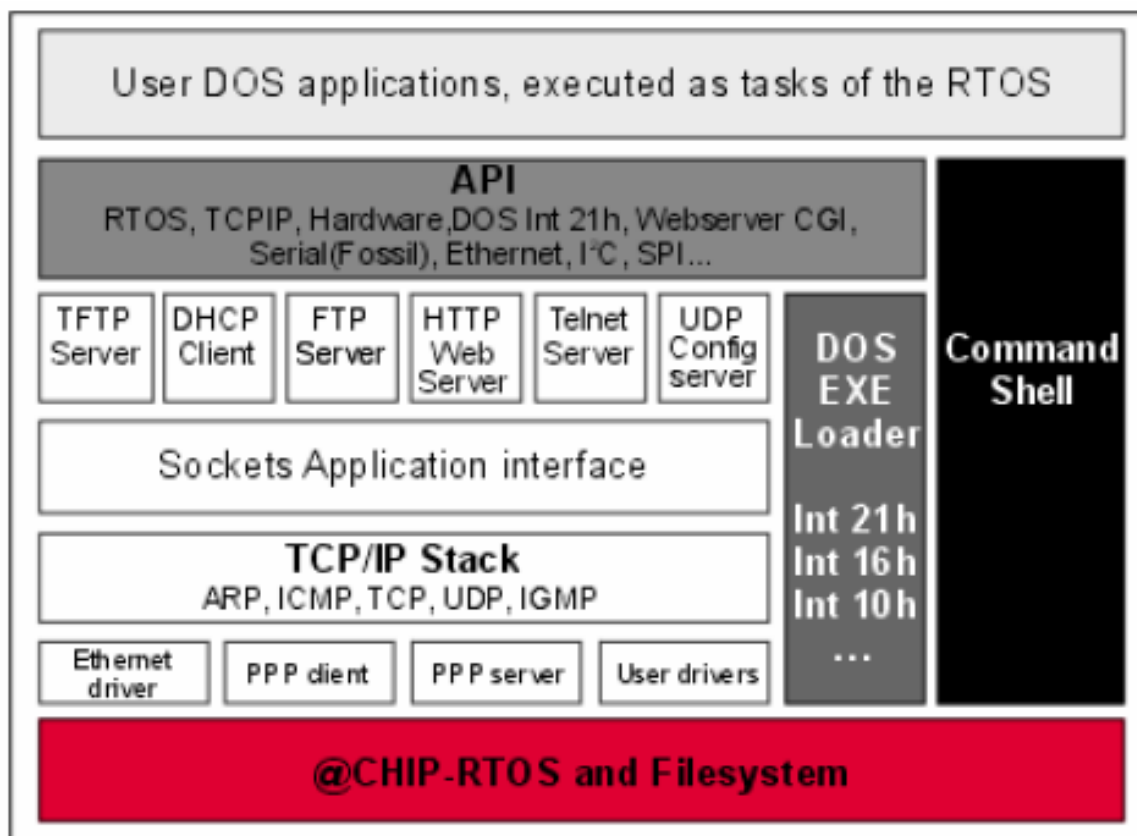 User DOS applications, executed as tasks of the RTOS
API
RTOS, TCPIP, Hardware,DOS Int 21h, Webserver CGI,
Serial(Fossil), Ethernet, I²C, SPI...
TFTP
Server
DHCP
Client
FTP
Server
HTTP
Web
Server
Telnet
Server
UDP
Config
server
DOS
EXE
Loader
Int 21h
Int 16h
Int 10h
...
Command
Shell
Sockets Application interface
TCP/IP Stack
ARP, ICMP, TCP, UDP, IGMP
Ethernet
driver
PPP client
PPP server
User drivers
@CHIP-RTOS and Filesystem